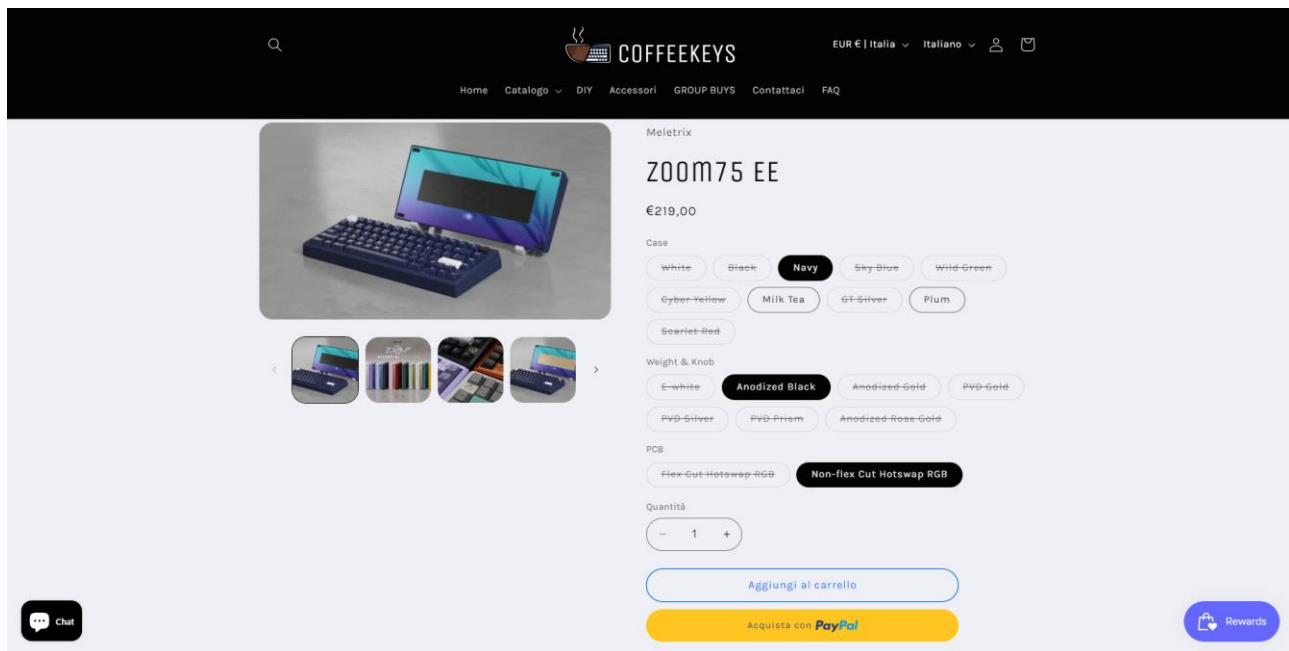 COFFEEKEYS
EUR € | Italia
Italiano
Home Catalogo DIY Accessori GROUP BUYS Contattaci FAQ
Meletrix
ZOOM75 EE
€219,00
Case
White Black Navy Sky Blue Wild Green
Cyber Yellow Milk Tea GT Silver Plum
Scarlet Red
Weight & Knob
E-white Anodized Black Anodized Gold PVD Gold
PVD Silver PVD Prism Anodized Rose Gold
PCB
Flex Cut Hotswap RGB Non-flex Cut Hotswap RGB
Quantità
− 1 +
Aggiungi al carrello
Acquista con PayPal
Chat
Rewards